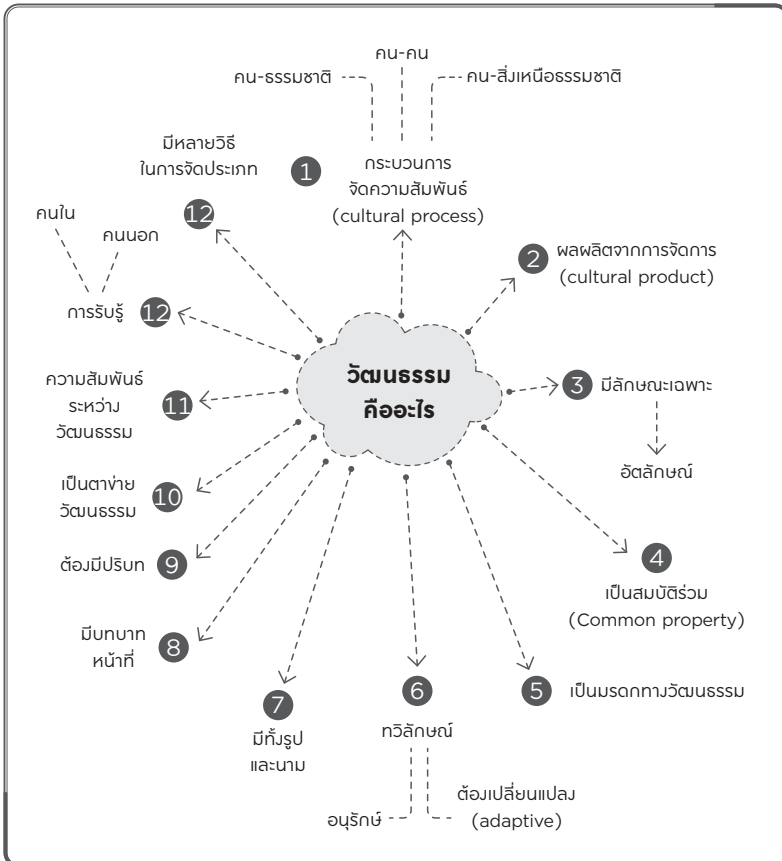 คน-คน
คน-ธรรมชาติ
คน-สิ่งเหนือธรรมชาติ
1
กระบวนการ
จัดความสัมพันธ์
(cultural process)
2
ผลผลิตจากการจัดการ
(cultural product)
วัฒนธรรม
คืออะไร
3
มีลักษณะเฉพาะ
อัตลักษณ์
4
เป็นสมบัติร่วม
(Common property)
5
เป็นมรดกทางวัฒนธรรม
6
ทวิลักษณ์
อนุรักษ์
ต้องเปลี่ยนแปลง
(adaptive)
7
มีทั้งรูป
และนาม
8
มีบทบาท
หน้าที่
9
ต้องมีปริบท
10
เป็นตาข่าย
วัฒนธรรม
11
ความสัมพันธ์
ระหว่าง
วัฒนธรรม
12
การรับรู้
คนใน
คนนอก
12
มีหลายวิธี
ในการจัดประเภท